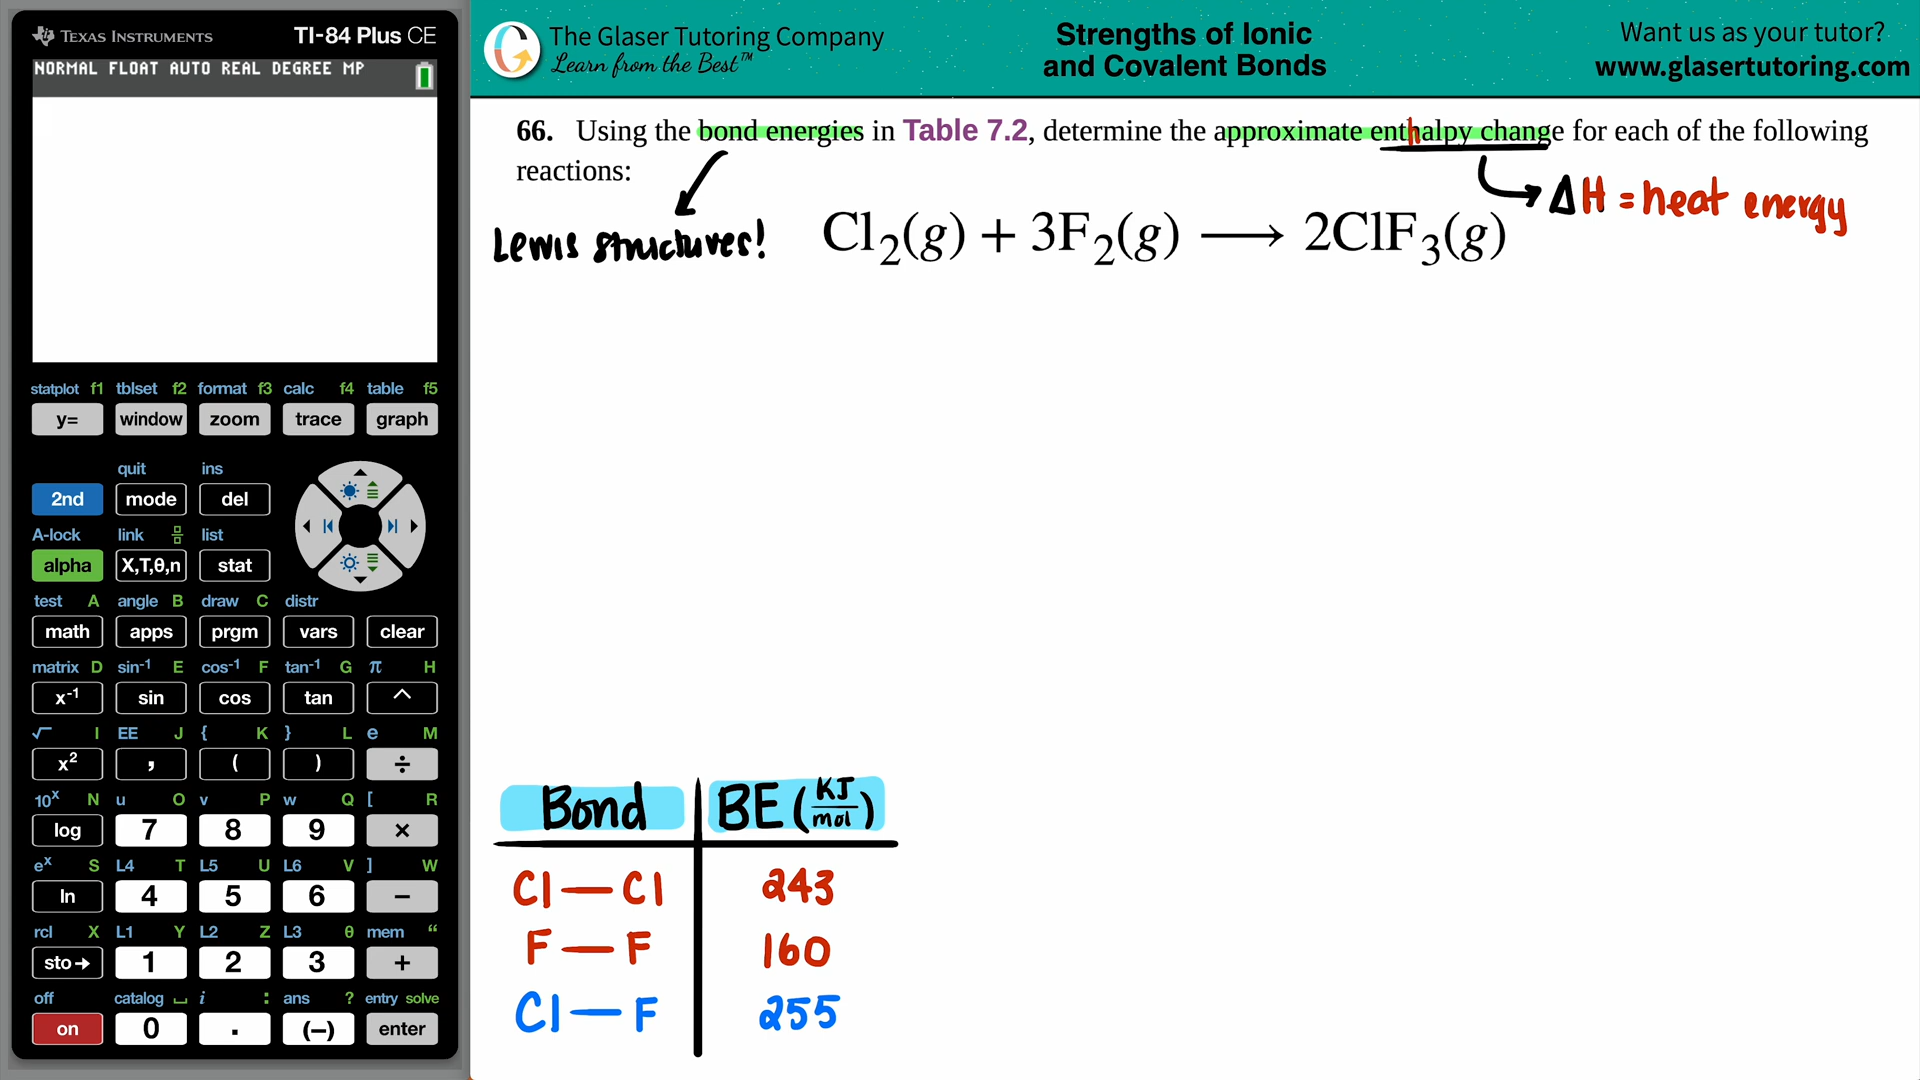 TEXAS INSTRUMENTS TI-84 Plus CE
NORMAL FLOAT AUTO REAL DEGREE MP
statplot f1 tblset f2 format f3 calc f4 table f5
y= window zoom trace graph
quit ins
2nd mode del
A-lock link list
alpha X,T,θ,n stat
test A angle B draw C distr
math apps prgm vars clear
matrix D sin⁻¹ E cos⁻¹ F tan⁻¹ G π H
x⁻¹ sin cos tan ^
√ I EE J { K } L e M
x² , ( ) ÷
10ˣ N u O v P w Q [ R
log 7 8 9 ×
eˣ S L4 T L5 U L6 V ] W
ln 4 5 6 −
rcl X L1 Y L2 Z L3 θ mem “
sto→ 1 2 3 +
off catalog ⎵ i : ans ? entry solve
on 0 . (−) enter
The Glaser Tutoring Company
Learn from the Best™
Strengths of Ionic
and Covalent Bonds
Want us as your tutor?
www.glasertutoring.com
66. Using the bond energies in Table 7.2, determine the approximate enthalpy change for each of the following
reactions:
ΔH = heat energy
Lewis structures!
Cl₂(g) + 3F₂(g) ⟶ 2ClF₃(g)
Bond BE (KJ/mol)
Cl — Cl 243
F — F 160
Cl — F 255